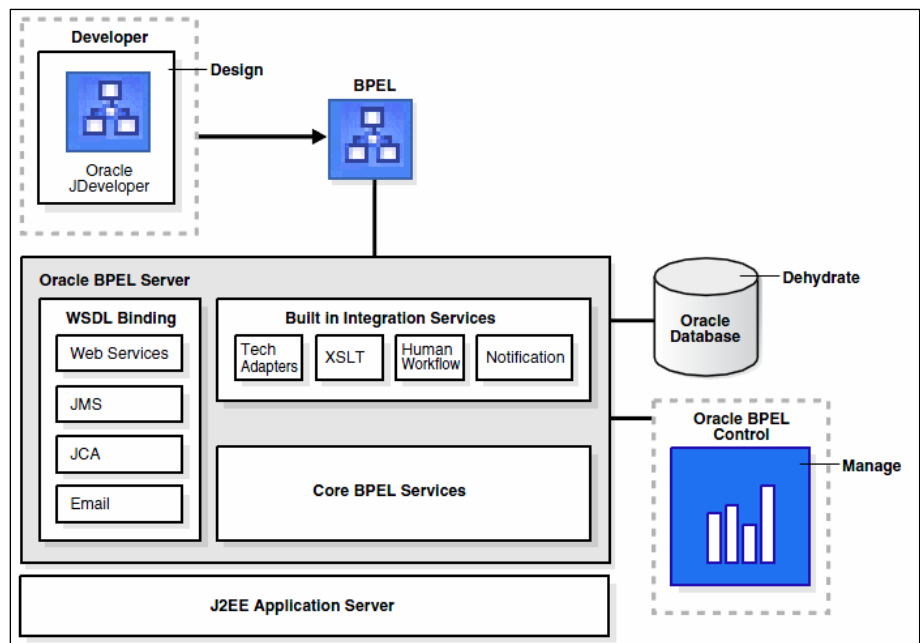 Developer
Design
Oracle
JDeveloper
BPEL
Oracle BPEL Server
WSDL Binding
Web Services
JMS
JCA
Email
Built in Integration Services
Tech
Adapters
XSLT
Human
Workflow
Notification
Core BPEL Services
Dehydrate
Oracle
Database
Oracle BPEL
Control
Manage
J2EE Application Server